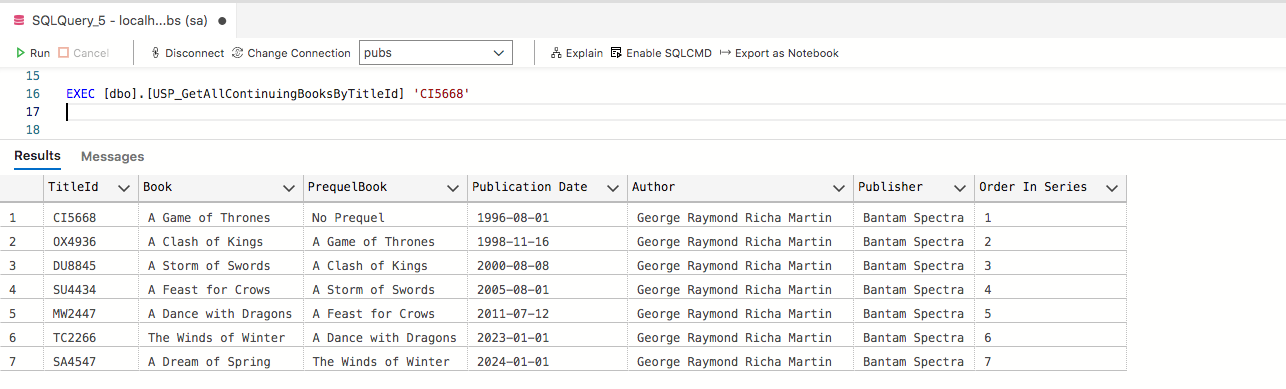 SQLQuery_5 - localh...bs (sa) ●
Run Cancel Disconnect Change Connection pubs Explain Enable SQLCMD Export as Notebook
15
16 EXEC [dbo].[USP_GetAllContinuingBooksByTitleId] 'CI5668'
17
18
Results Messages
TitleId Book PrequelBook Publication Date Author Publisher Order In Series
1 CI5668 A Game of Thrones No Prequel 1996-08-01 George Raymond Richa Martin Bantam Spectra 1
2 OX4936 A Clash of Kings A Game of Thrones 1998-11-16 George Raymond Richa Martin Bantam Spectra 2
3 DU8845 A Storm of Swords A Clash of Kings 2000-08-08 George Raymond Richa Martin Bantam Spectra 3
4 SU4434 A Feast for Crows A Storm of Swords 2005-08-01 George Raymond Richa Martin Bantam Spectra 4
5 MW2447 A Dance with Dragons A Feast for Crows 2011-07-12 George Raymond Richa Martin Bantam Spectra 5
6 TC2266 The Winds of Winter A Dance with Dragons 2023-01-01 George Raymond Richa Martin Bantam Spectra 6
7 SA4547 A Dream of Spring The Winds of Winter 2024-01-01 George Raymond Richa Martin Bantam Spectra 7